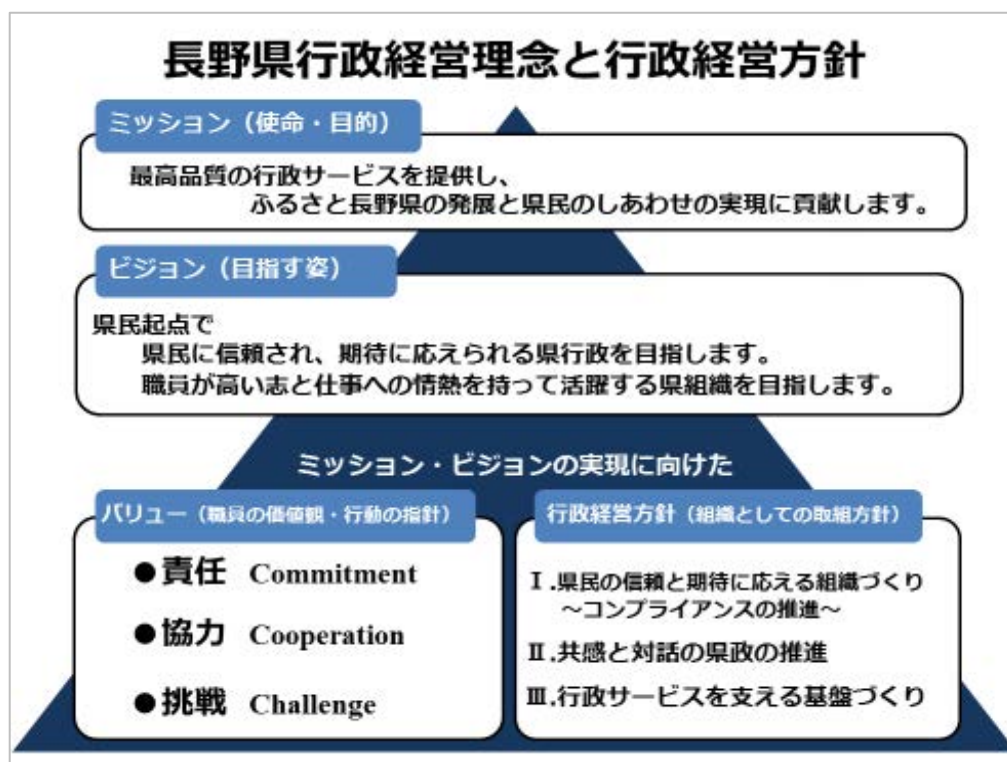 長野県行政経営理念と行政経営方針
ミッション（使命・目的）
最高品質の行政サービスを提供し、
ふるさと長野県の発展と県民のしあわせの実現に貢献します。
ビジョン（目指す姿）
県民起点で
県民に信頼され、期待に応えられる県行政を目指します。
職員が高い志と仕事への情熱を持って活躍する県組織を目指します。
ミッション・ビジョンの実現に向けた
バリュー（職員の価値観・行動の指針）
●責任 Commitment
●協力 Cooperation
●挑戦 Challenge
行政経営方針（組織としての取組方針）
Ⅰ.県民の信頼と期待に応える組織づくり
～コンプライアンスの推進～
Ⅱ.共感と対話の県政の推進
Ⅲ.行政サービスを支える基盤づくり